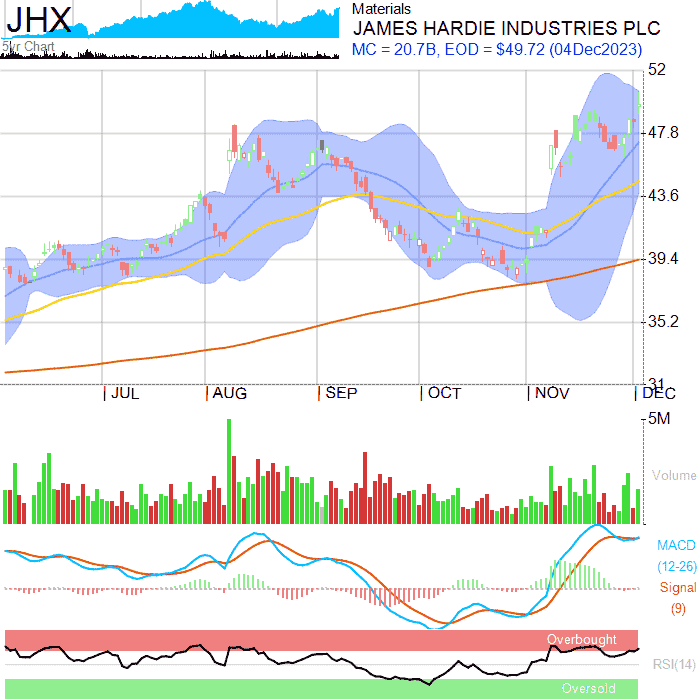 JHX
5yr Chart
Materials
JAMES HARDIE INDUSTRIES PLC
MC = 20.7B, EOD = $49.72 (04Dec2023)
52
47.8
43.6
39.4
35.2
31
JUL AUG SEP OCT NOV DEC
5M
Volume
MACD
(12-26)
Signal
(9)
Overbought
RSI(14)
Oversold